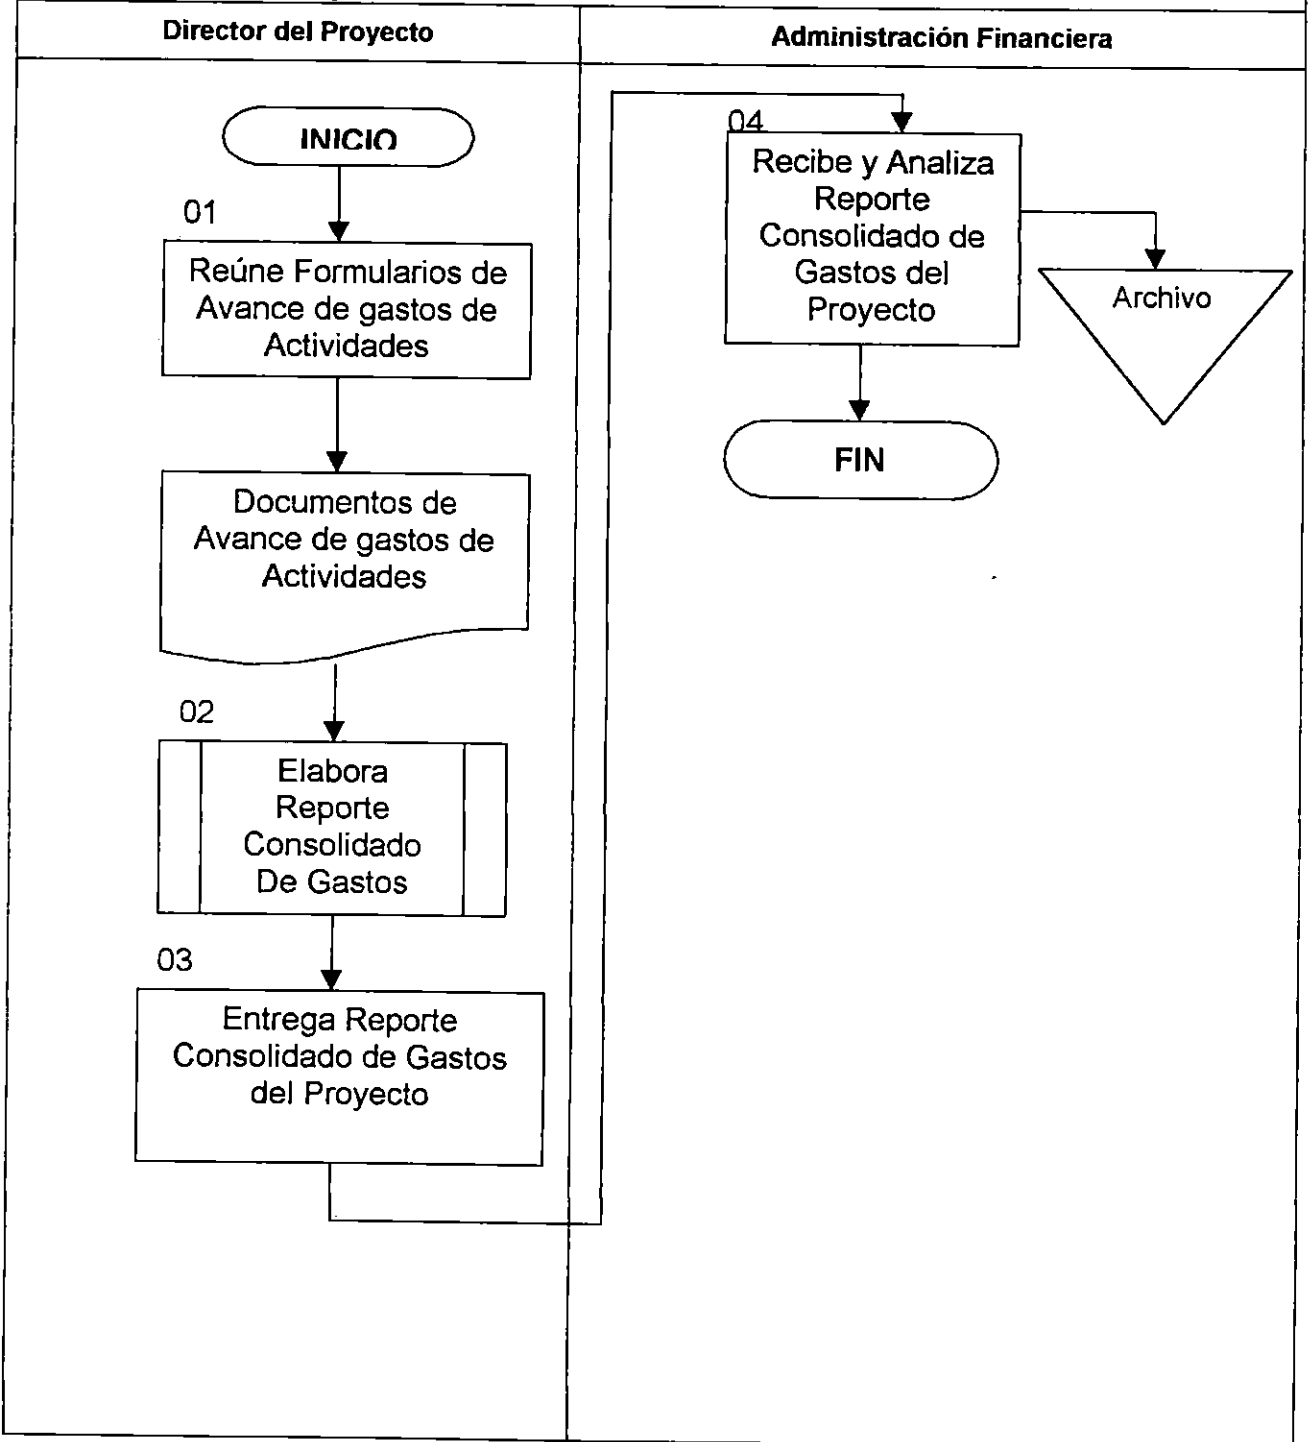 Director del Proyecto
Administración Financiera
INICIO
01
Reúne Formularios de
Avance de gastos de
Actividades
Documentos de
Avance de gastos de
Actividades
02
Elabora
Reporte
Consolidado
De Gastos
03
Entrega Reporte
Consolidado de Gastos
del Proyecto
04
Recibe y Analiza
Reporte
Consolidado de
Gastos del
Proyecto
Archivo
FIN